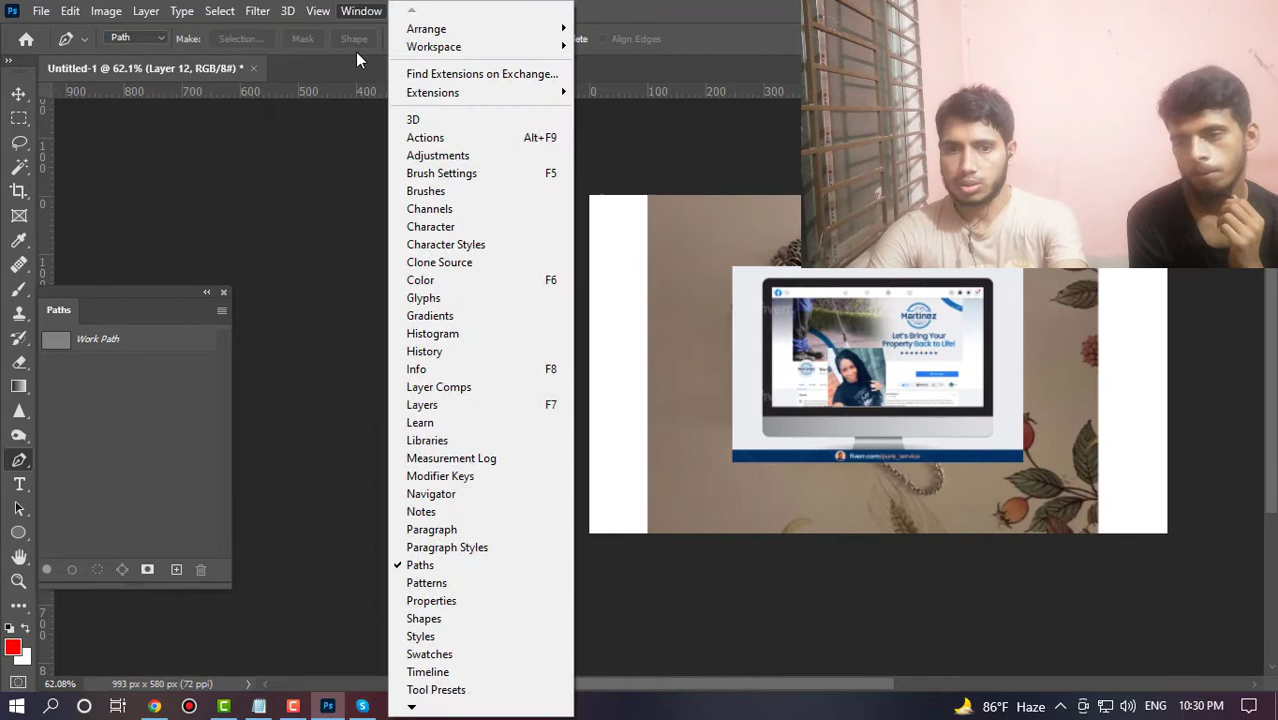 Ps File Edit Image Layer Type Select Filter 3D View Window
Path Make: Selection... Mask Shape
Align Edges
Untitled-1 @ 62.1% (Layer 12, RGB/8#) *
900 800 700 600 500 400 0 100 200 300
Arrange
Workspace
Find Extensions on Exchange...
Extensions
3D
Actions Alt+F9
Adjustments
Brush Settings F5
Brushes
Channels
Character
Character Styles
Clone Source
Color F6
Glyphs
Gradients
Histogram
History
Info F8
Layer Comps
Layers F7
Learn
Libraries
Measurement Log
Modifier Keys
Navigator
Notes
Paragraph
Paragraph Styles
Paths
Patterns
Properties
Shapes
Styles
Swatches
Timeline
Tool Presets
Paths
Work Path
Martinez
Let's Bring Your
Property Back to Life!
fiverr.com/pure_service
62.08% 993 px x 580 px (72 ppi)
86°F Haze ENG 10:30 PM